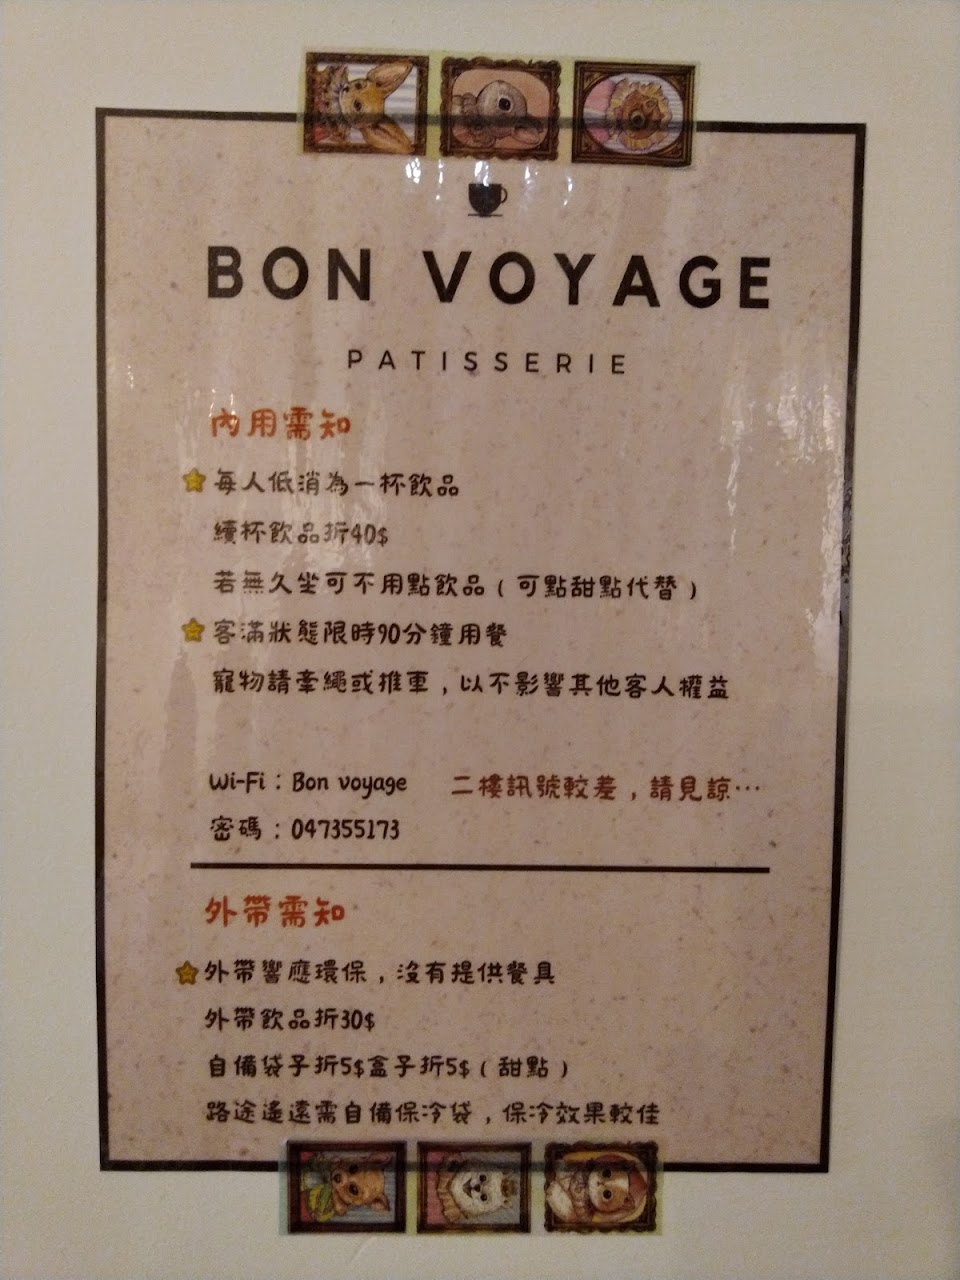 BON VOYAGE
PATISSERIE
內用需知
每人低消為一杯飲品
續杯飲品折40$
若無久坐可不用點飲品(可點甜點代替)
客滿狀態限時90分鐘用餐
寵物請牽繩或推車,以不影響其他客人權益
Wi-Fi:Bon voyage 二樓訊號較差,請見諒…
密碼:047355173
外帶需知
外帶響應環保,沒有提供餐具
外帶飲品折30$
自備袋子折5$盒子折5$(甜點)
路途遙遠需自備保冷袋,保冷效果較佳